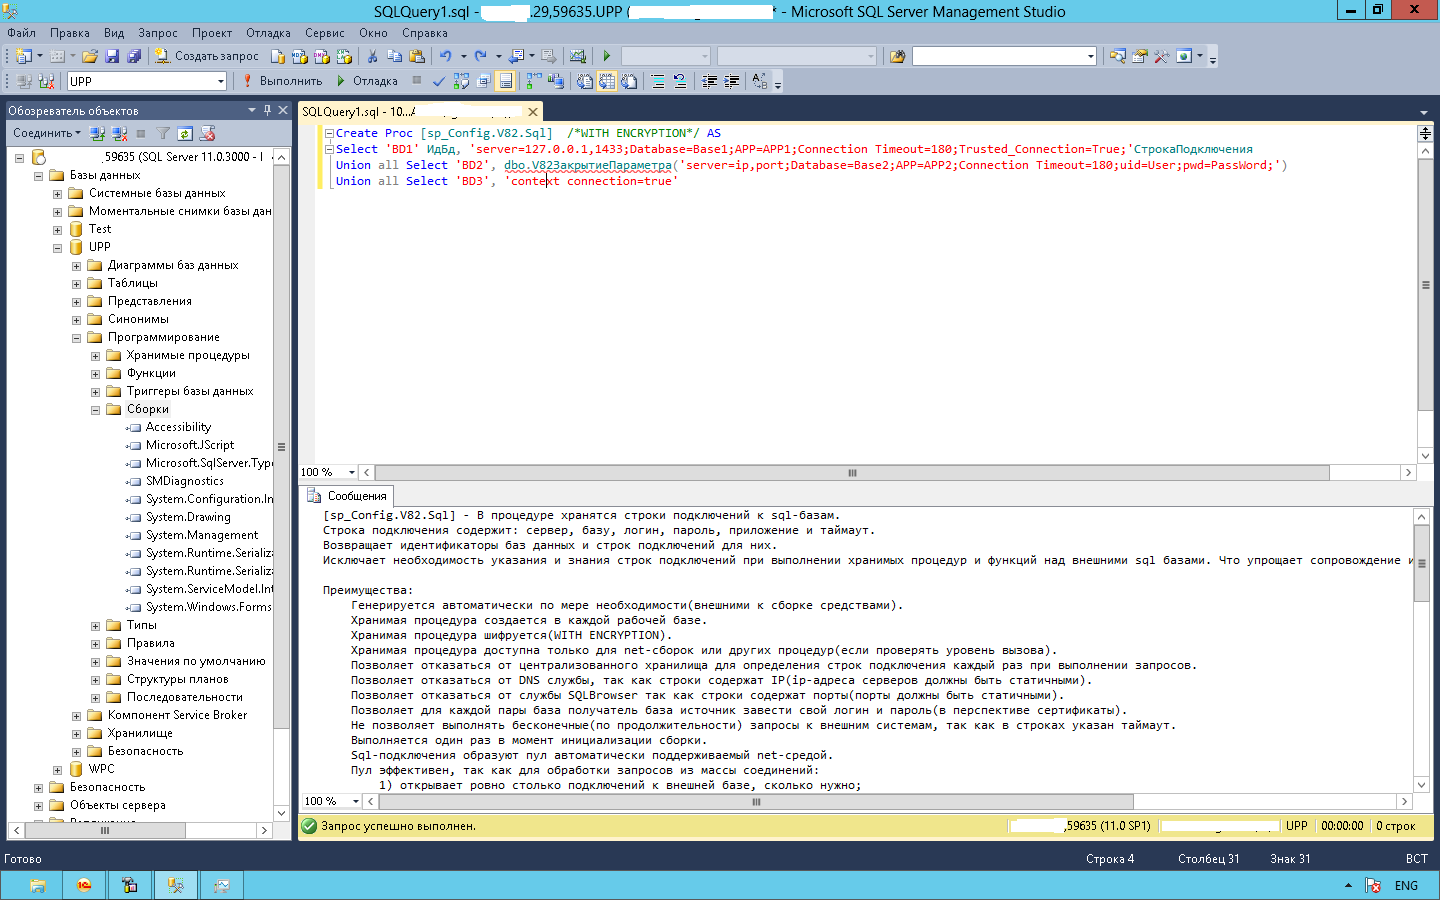 SQLQuery1.sql - .29,59635.UPP ( * - Microsoft SQL Server Management Studio
Файл Правка Вид Запрос Проект Отладка Сервис Окно Справка
Создать запрос
UPP Выполнить Отладка
Обозреватель объектов
Соединить
59635 (SQL Server 11.0.3000 - I
Базы данных
Системные базы данных
Моментальные снимки базы дан
Test
UPP
Диаграммы баз данных
Таблицы
Представления
Синонимы
Программирование
Хранимые процедуры
Функции
Триггеры базы данных
Сборки
Accessibility
Microsoft.JScript
Microsoft.SqlServer.Type
SMDiagnostics
System.Configuration.In
System.Drawing
System.Management
System.Runtime.Serializa
System.Runtime.Serializa
System.ServiceModel.Int
System.Windows.Forms
Типы
Правила
Значения по умолчанию
Структуры планов
Последовательности
Компонент Service Broker
Хранилище
Безопасность
WPC
Безопасность
Объекты сервера
SQLQuery1.sql - 10...
Create Proc [sp_Config.V82.Sql]  /*WITH ENCRYPTION*/ AS
Select 'BD1' ИдБд, 'server=127.0.0.1,1433;Database=Base1;APP=APP1;Connection Timeout=180;Trusted_Connection=True;'СтрокаПодключения
Union all Select 'BD2', dbo.V82ЗакрытиеПараметра('server=ip,port;Database=Base2;APP=APP2;Connection Timeout=180;uid=User;pwd=PassWord;')
Union all Select 'BD3', 'context connection=true'
100 %
Сообщения
[sp_Config.V82.Sql] - В процедуре хранятся строки подключений к sql-базам.
Строка подключения содержит: сервер, базу, логин, пароль, приложение и таймаут.
Возвращает идентификаторы баз данных и строк подключений для них.
Исключает необходимость указания и знания строк подключений при выполнении хранимых процедур и функций над внешними sql базами. Что упрощает сопровождение и
Преимущества:
Генерируется автоматически по мере необходимости(внешними к сборке средствами).
Хранимая процедура создается в каждой рабочей базе.
Хранимая процедура шифруется(WITH ENCRYPTION).
Хранимая процедура доступна только для net-сборок или других процедур(если проверять уровень вызова).
Позволяет отказаться от централизованного хранилища для определения строк подключения каждый раз при выполнении запросов.
Позволяет отказаться от DNS службы, так как строки содержат IP(ip-адреса серверов должны быть статичными).
Позволяет отказаться от службы SQLBrowser так как строки содержат порты(порты должны быть статичными).
Позволяет для каждой пары база получатель база источник завести свой логин и пароль(в перспективе сертификаты).
Не позволяет выполнять бесконечные(по продолжительности) запросы к внешним системам, так как в строках указан таймаут.
Выполняется один раз в момент инициализации сборки.
Sql-подключения образуют пул автоматически поддерживаемый net-средой.
Пул эффективен, так как для обработки запросов из массы соединений:
1) открывает ровно столько подключений к внешней базе, сколько нужно;
100 %
Запрос успешно выполнен. ,59635 (11.0 SP1) UPP 00:00:00 0 строк
Готово Строка 4 Столбец 31 Знак 31 ВСТ
ENG